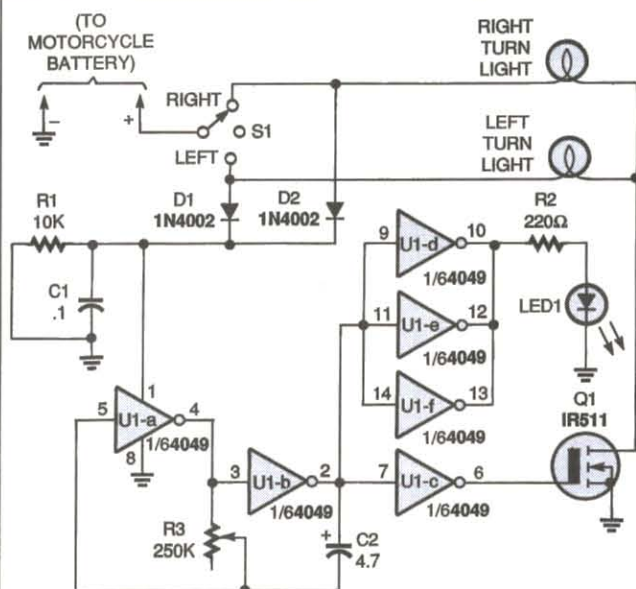 (TO
MOTORCYCLE
BATTERY)
−
+
RIGHT
S1
LEFT
RIGHT
TURN
LIGHT
LEFT
TURN
LIGHT
R1
10K
D1
1N4002
D2
1N4002
C1
.1
R2
220Ω
LED1
9
U1-d
10
1/64049
11
U1-e
12
1/64049
14
U1-f
13
1/64049
1
5
U1-a
4
1/64049
8
3
U1-b
2
1/64049
7
U1-c
6
1/64049
Q1
IR511
R3
250K
+
C2
4.7